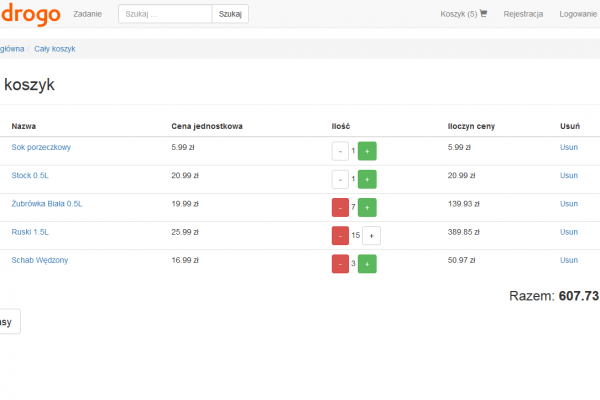 drogo Zadanie Szukaj ... Szukaj Koszyk (5) Rejestracja Logowanie
główna / Cały koszyk
koszyk
Nazwa Cena jednostkowa Ilość Iloczyn ceny Usuń
Sok porzeczkowy 5.99 zł - 1 + 5.99 zł Usun
Stock 0.5L 20.99 zł - 1 + 20.99 zł Usun
Żubrówka Biała 0.5L 19.99 zł - 7 + 139.93 zł Usun
Ruski 1.5L 25.99 zł - 15 + 389.85 zł Usun
Schab Wędzony 16.99 zł - 3 + 50.97 zł Usun
Razem: 607.73